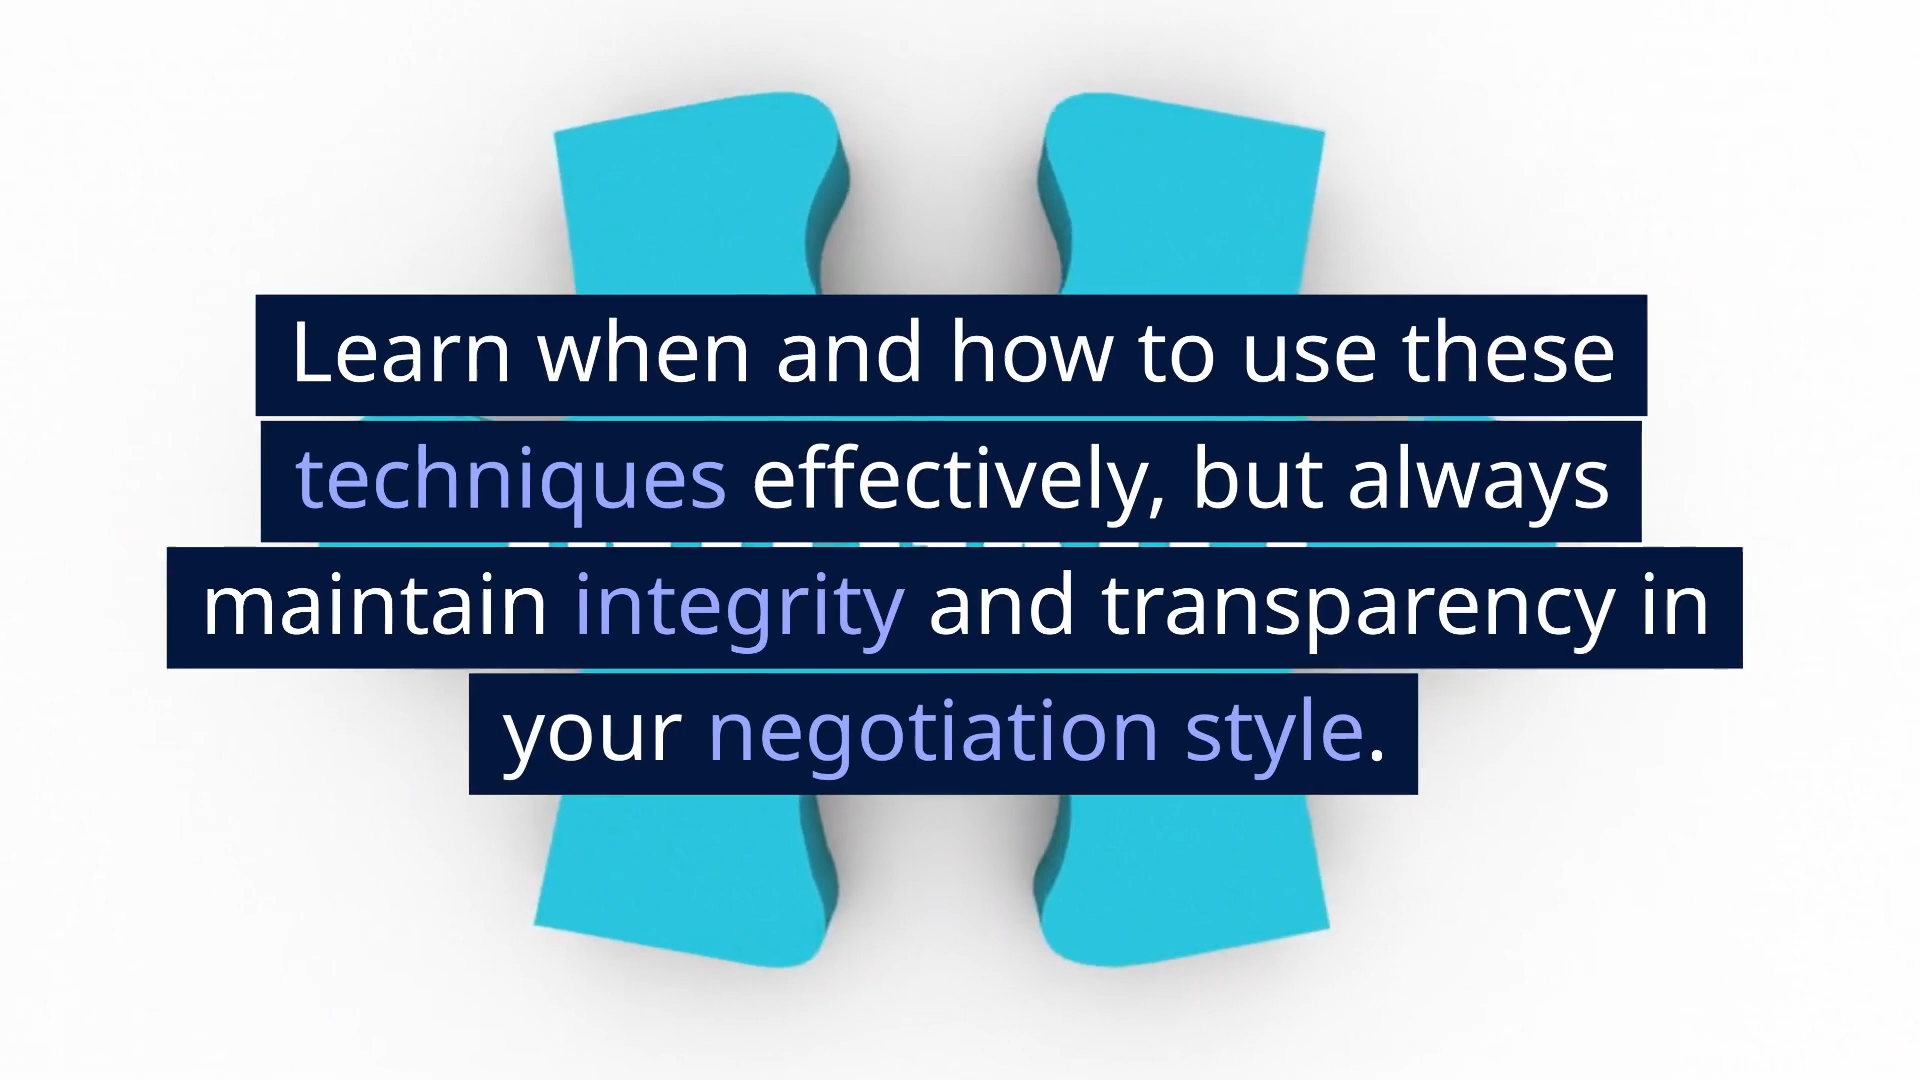 Learn when and how to use these
techniques effectively, but always
maintain integrity and transparency in
your negotiation style.